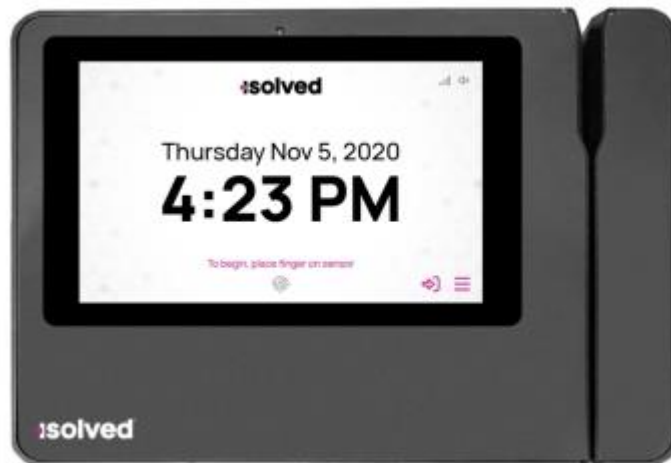 isolved
Thursday Nov 5, 2020
4:23 PM
To begin, place finger on sensor
isolved